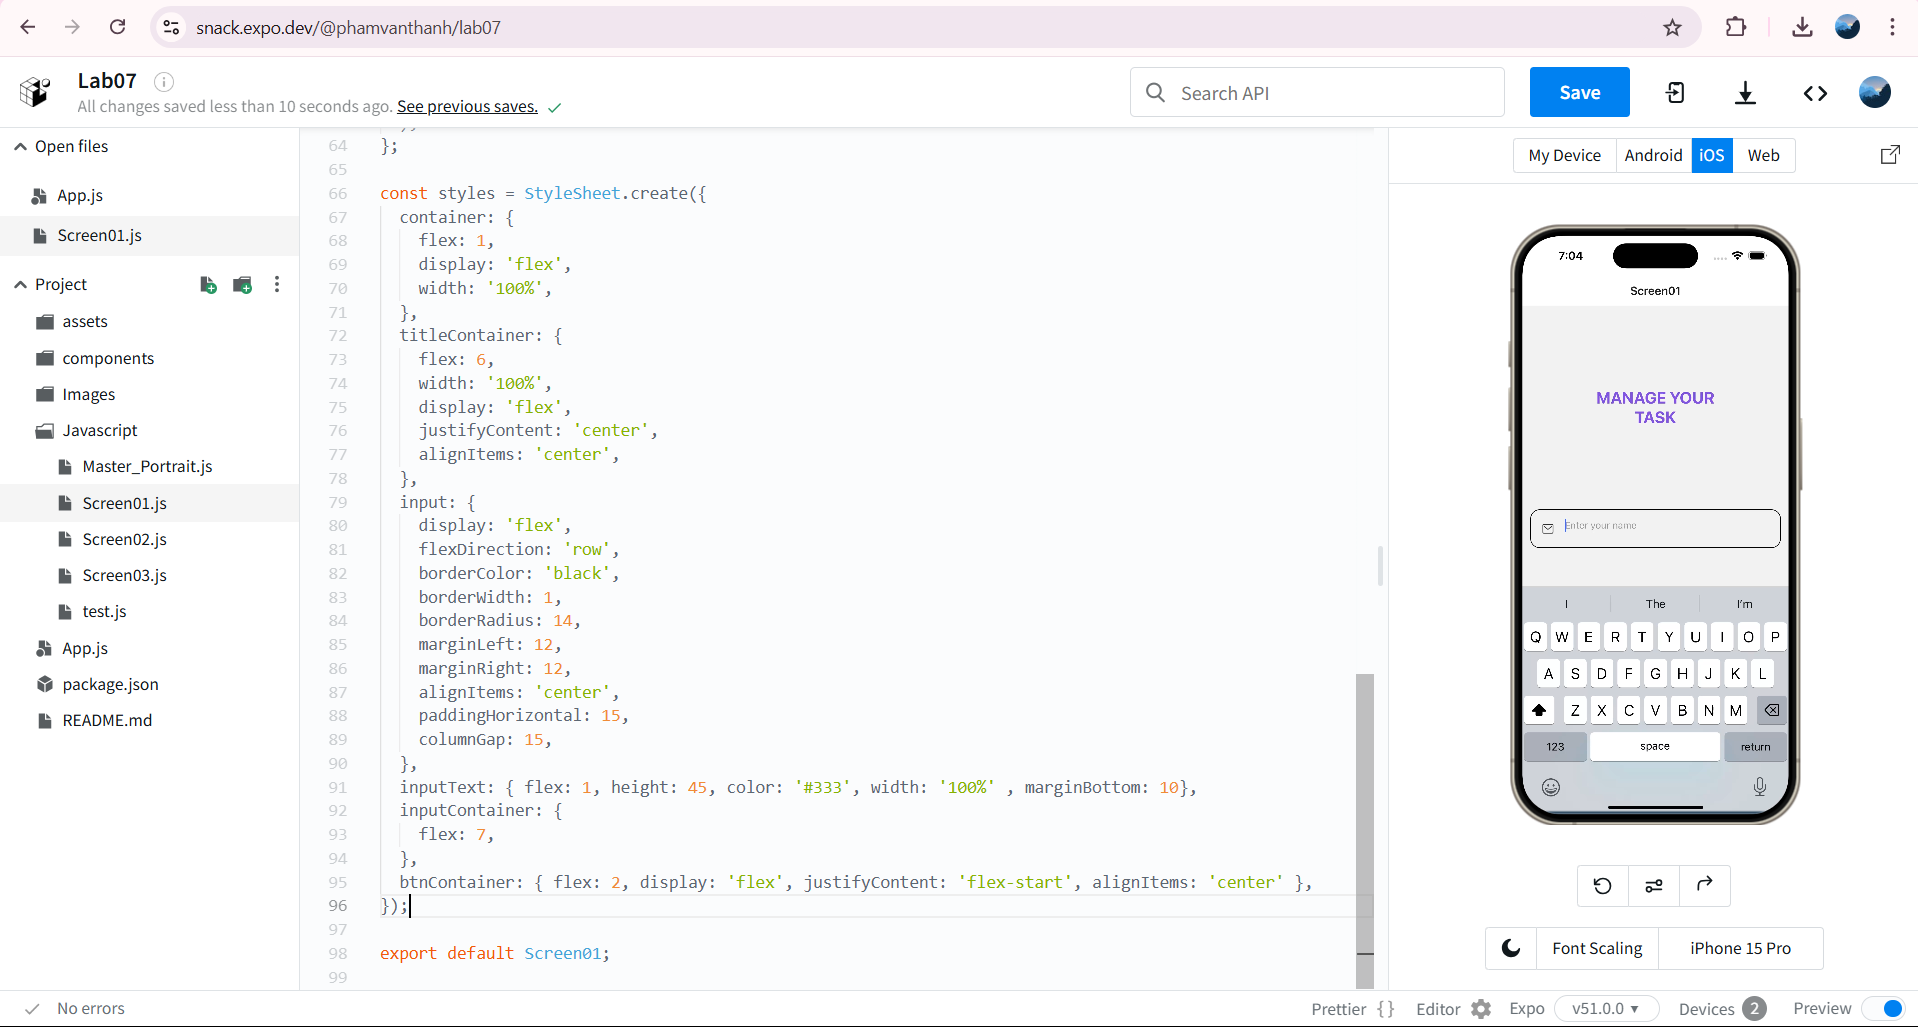 snack.expo.dev/@phamvanthanh/lab07
Lab07
All changes saved less than 10 seconds ago. See previous saves.
Search API
Save
Open files
App.js
Screen01.js
Project
assets
components
Images
Javascript
Master_Portrait.js
Screen01.js
Screen02.js
Screen03.js
test.js
App.js
package.json
README.md
64 };
65
66 const styles = StyleSheet.create({
67 container: {
68 flex: 1,
69 display: 'flex',
70 width: '100%',
71 },
72 titleContainer: {
73 flex: 6,
74 width: '100%',
75 display: 'flex',
76 justifyContent: 'center',
77 alignItems: 'center',
78 },
79 input: {
80 display: 'flex',
81 flexDirection: 'row',
82 borderColor: 'black',
83 borderWidth: 1,
84 borderRadius: 14,
85 marginLeft: 12,
86 marginRight: 12,
87 alignItems: 'center',
88 paddingHorizontal: 15,
89 columnGap: 15,
90 },
91 inputText: { flex: 1, height: 45, color: '#333', width: '100%' , marginBottom: 10},
92 inputContainer: {
93 flex: 7,
94 },
95 btnContainer: { flex: 2, display: 'flex', justifyContent: 'flex-start', alignItems: 'center' },
96 });
97
98 export default Screen01;
99
My Device Android iOS Web
7:04
Screen01
MANAGE YOUR
TASK
Enter your name
I The I'm
Q W E R T Y U I O P
A S D F G H J K L
Z X C V B N M
123 space return
Font Scaling iPhone 15 Pro
No errors
Prettier {} Editor Expo v51.0.0 Devices 2 Preview